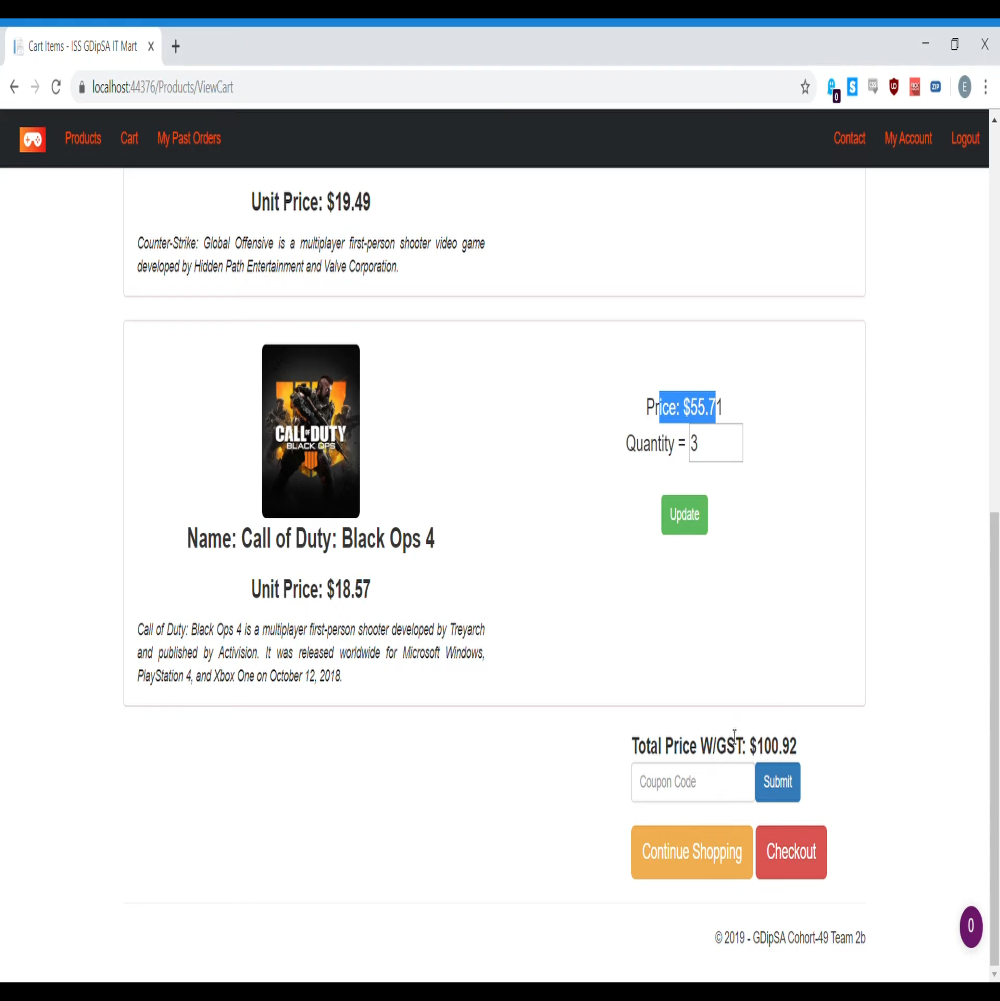 Cart Items - ISS GDipSA IT Mart
localhost:44376/Products/ViewCart
0
E
Products Cart My Past Orders Contact My Account Logout
Unit Price: $19.49
Counter-Strike: Global Offensive is a multiplayer first-person shooter video game
developed by Hidden Path Entertainment and Valve Corporation.
CALL OF DUTY
BLACK OPS
Name: Call of Duty: Black Ops 4
Unit Price: $18.57
Call of Duty: Black Ops 4 is a multiplayer first-person shooter developed by Treyarch
and published by Activision. It was released worldwide for Microsoft Windows,
PlayStation 4, and Xbox One on October 12, 2018.
Price: $55.71
Quantity = 3
Update
Total Price W/GST: $100.92
Coupon Code Submit
Continue Shopping Checkout
© 2019 - GDipSA Cohort-49 Team 2b
0